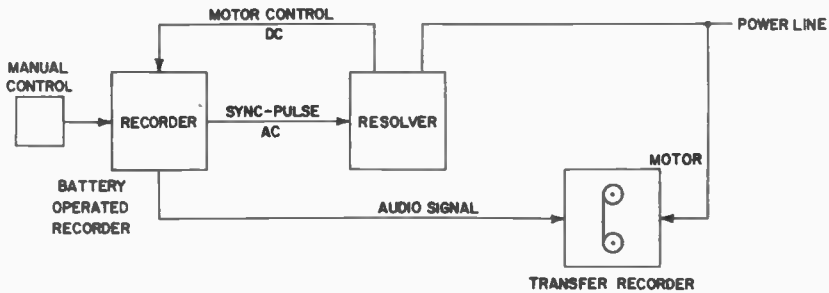 MOTOR CONTROL
DC
POWER LINE
MANUAL
CONTROL
RECORDER
SYNC-PULSE
AC
RESOLVER
MOTOR
BATTERY
OPERATED
RECORDER
AUDIO SIGNAL
TRANSFER RECORDER